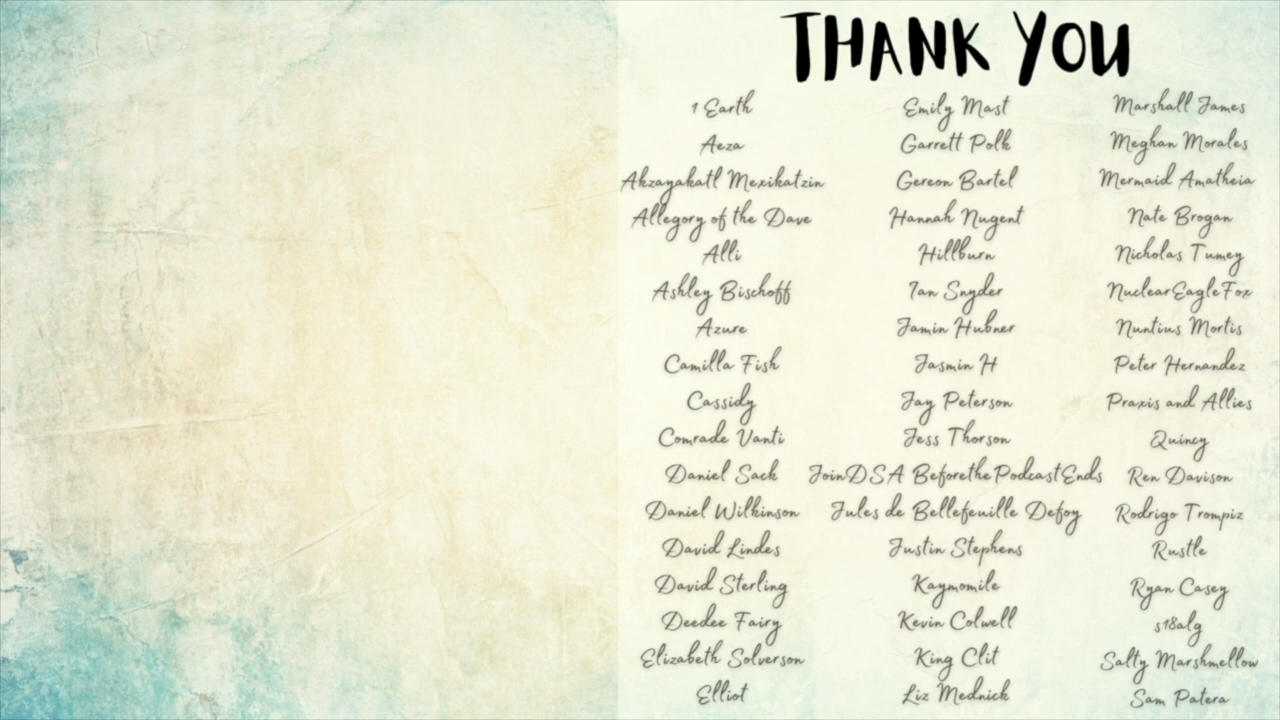 THANK YOU
1 Earth
Aeza
Akzayakatl Mexikatzin
Allegory of the Dave
Alli
Ashley Bischoff
Azure
Camilla Fish
Cassidy
Comrade Vanti
Daniel Sack
Daniel Wilkinson
David Lindes
David Sterling
Deedee Fairy
Elizabeth Solverson
Elliot
Emily Mast
Garrett Polk
Gereon Bartel
Hannah Nugent
Hillburn
Ian Snyder
Jamin Hubner
Jasmin H
Jay Peterson
Jess Thorson
JoinDSA BeforethePodcastEnds
Jules de Bellefeuille Defoy
Justin Stephens
Kaymomile
Kevin Colwell
King Clit
Liz Mednick
Marshall James
Meghan Morales
Mermaid Amatheia
Nate Brogan
Nicholas Tumey
NuclearEagleFox
Nuntius Mortis
Peter Hernandez
Praxis and Allies
Quincy
Ren Davison
Rodrigo Trompiz
Rustle
Ryan Casey
s18alg
Salty Marshmellow
Sam Patera